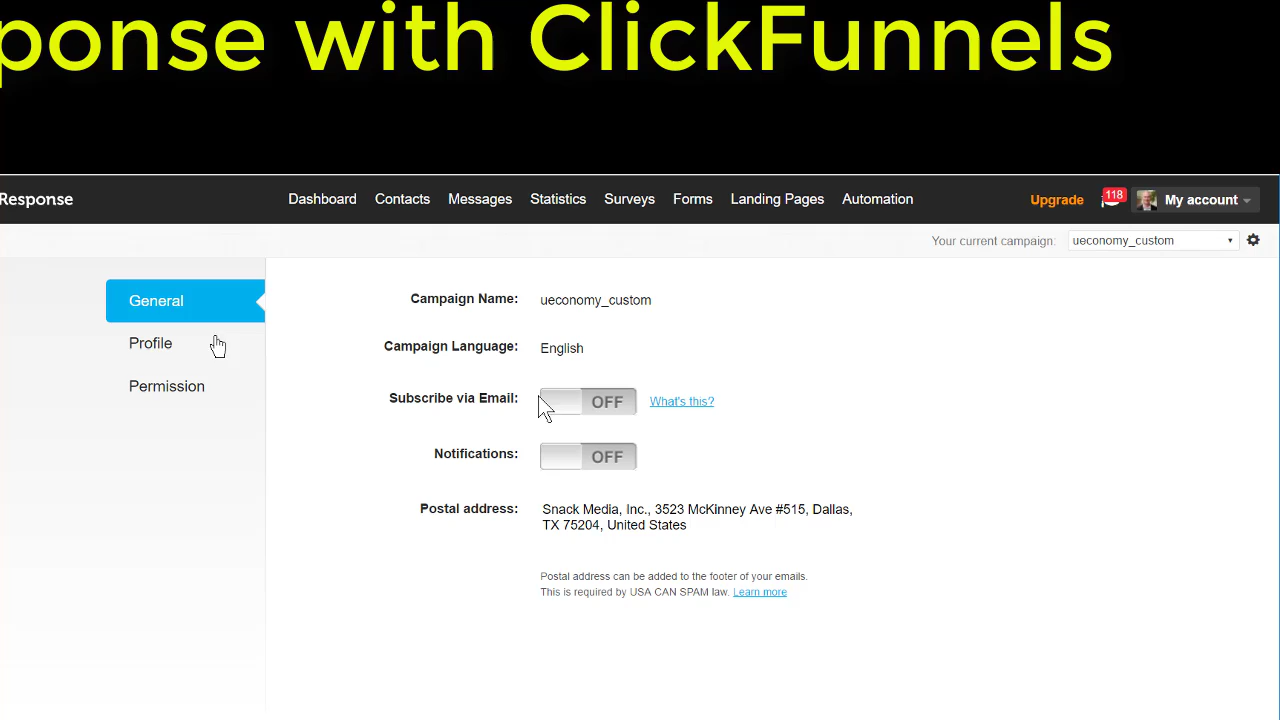 ponse with ClickFunnels
Response
Dashboard Contacts Messages Statistics Surveys Forms Landing Pages Automation Upgrade 118 My account
Your current campaign: ueconomy_custom
General
Profile
Permission
Campaign Name: ueconomy_custom
Campaign Language: English
Subscribe via Email: OFF What's this?
Notifications: OFF
Postal address: Snack Media, Inc., 3523 McKinney Ave #515, Dallas,
TX 75204, United States
Postal address can be added to the footer of your emails.
This is required by USA CAN SPAM law. Learn more